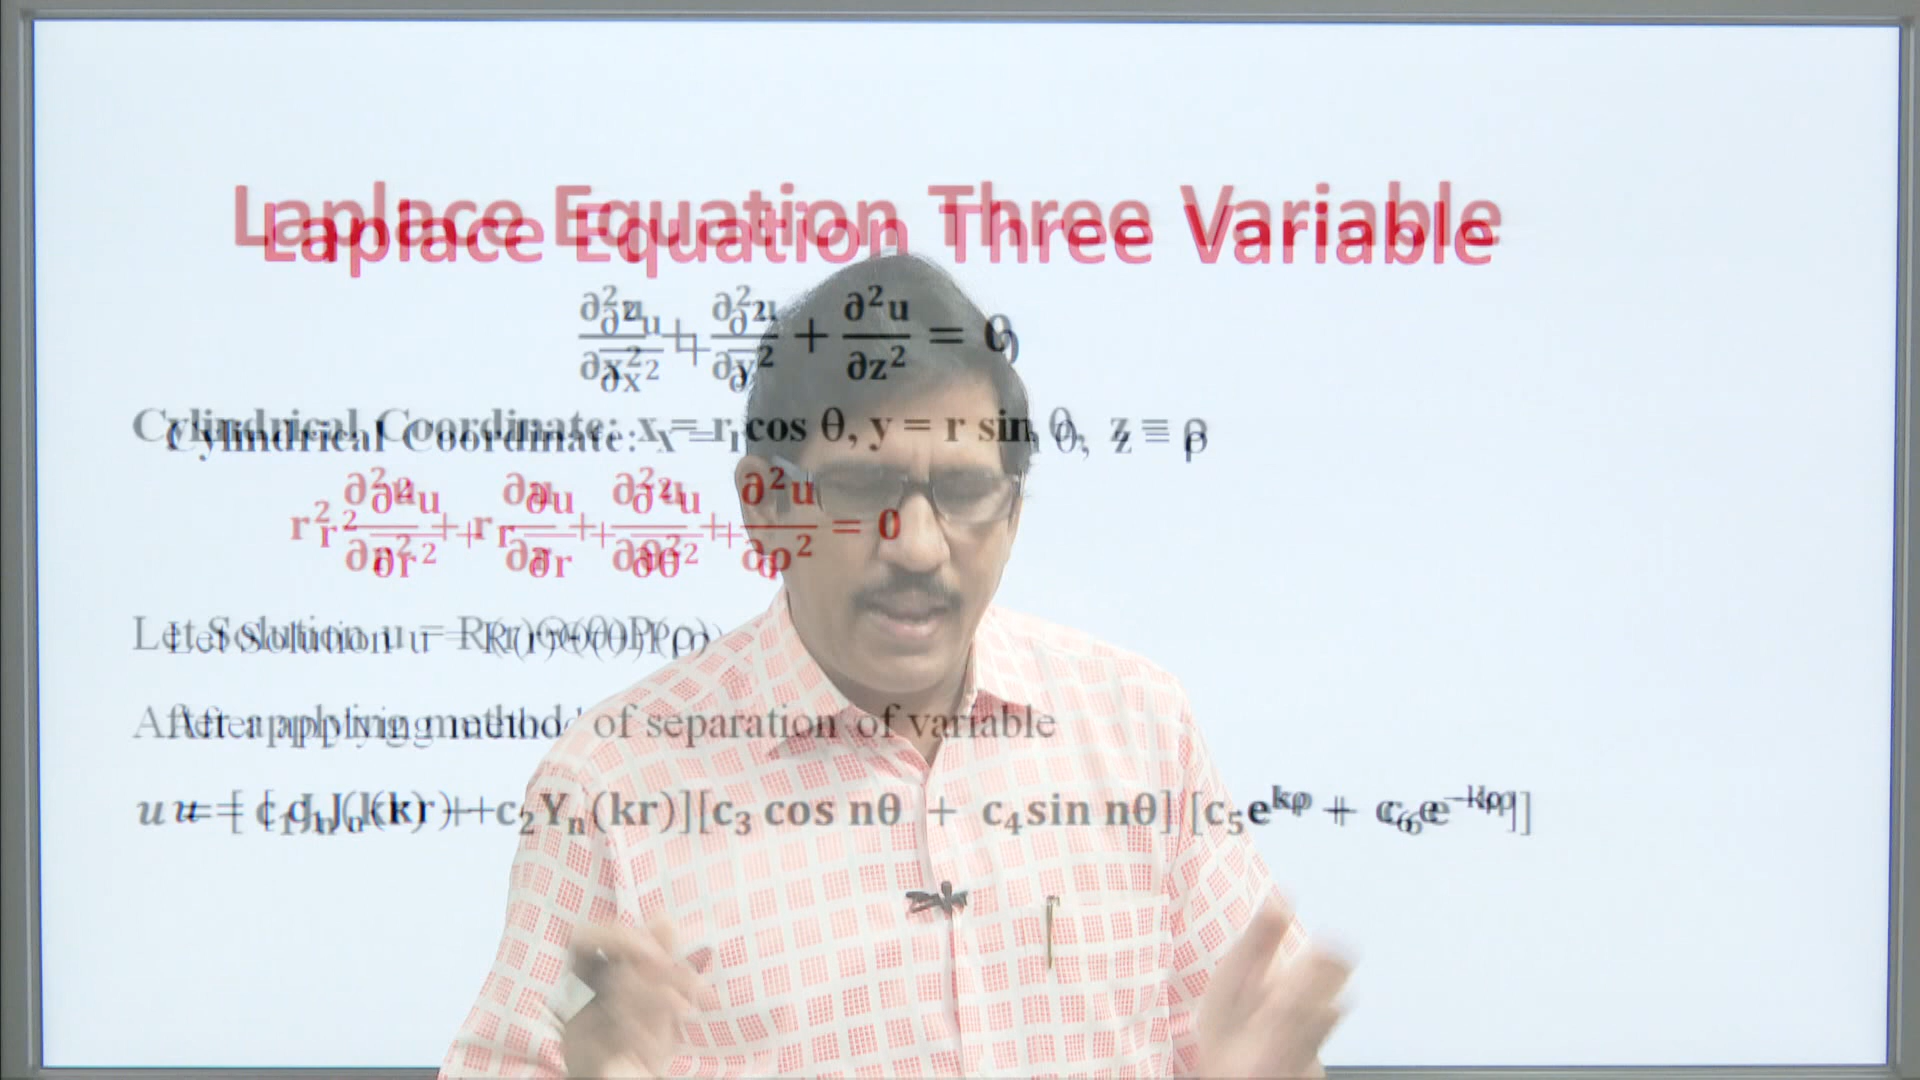 Laplace Equation Three Variable
∂²u/∂x² + ∂²u/∂y² + ∂²u/∂z² = 0
Cylindrical Coordinate: x = r cos θ, y = r sin θ, z ≡ ρ
r² ∂²u/∂r² + r ∂u/∂r + ∂²u/∂θ² + ∂²u/∂ρ² = 0
Let Solution u = R(r)Θ(θ)P(ρ)
After applying method of separation of variable
u = [ c₁Jₙ(kr) + c₂Yₙ(kr)][c₃ cos nθ + c₄ sin nθ] [c₅e^kρ + c₆e^−kρ]